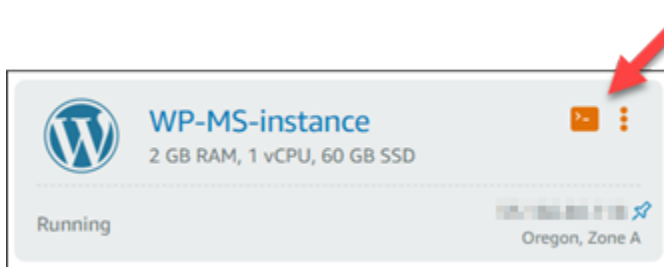 WP-MS-instance
2 GB RAM, 1 vCPU, 60 GB SSD
Running
Oregon, Zone A